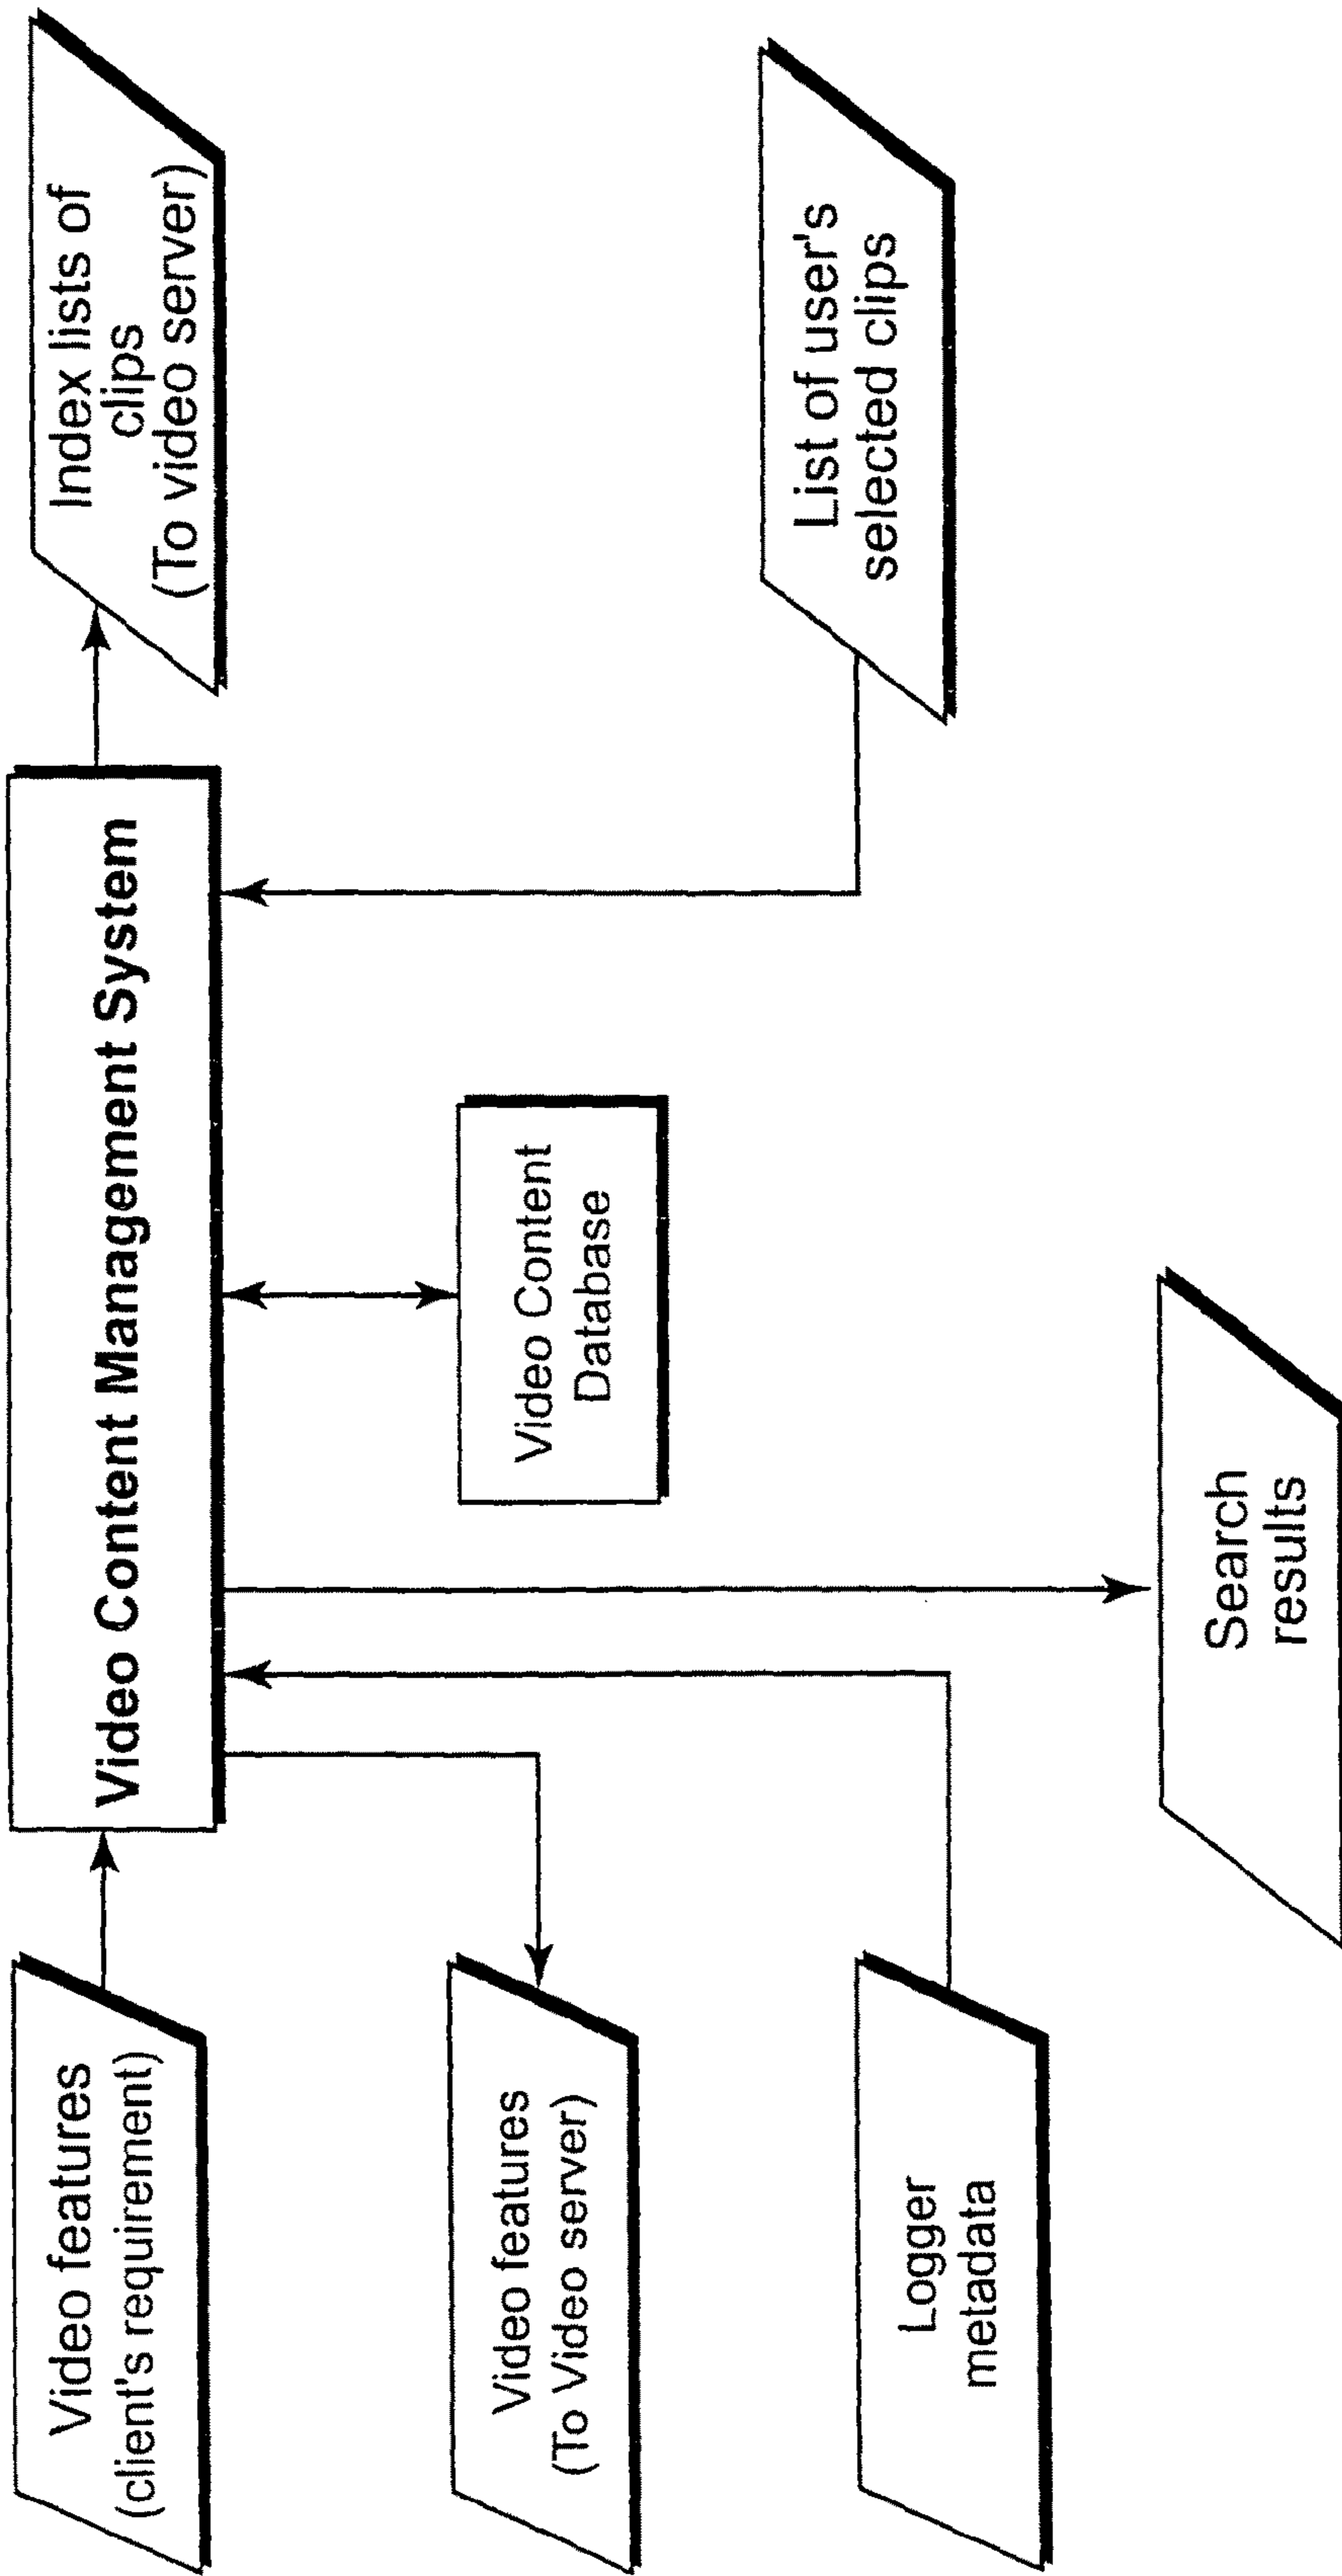 Video features
(client's requirement)
Video Content Management System
Index lists of
clips
(To video server)
Video features
(To Video server)
Video Content
Database
List of user's
selected clips
Logger
metadata
Search
results